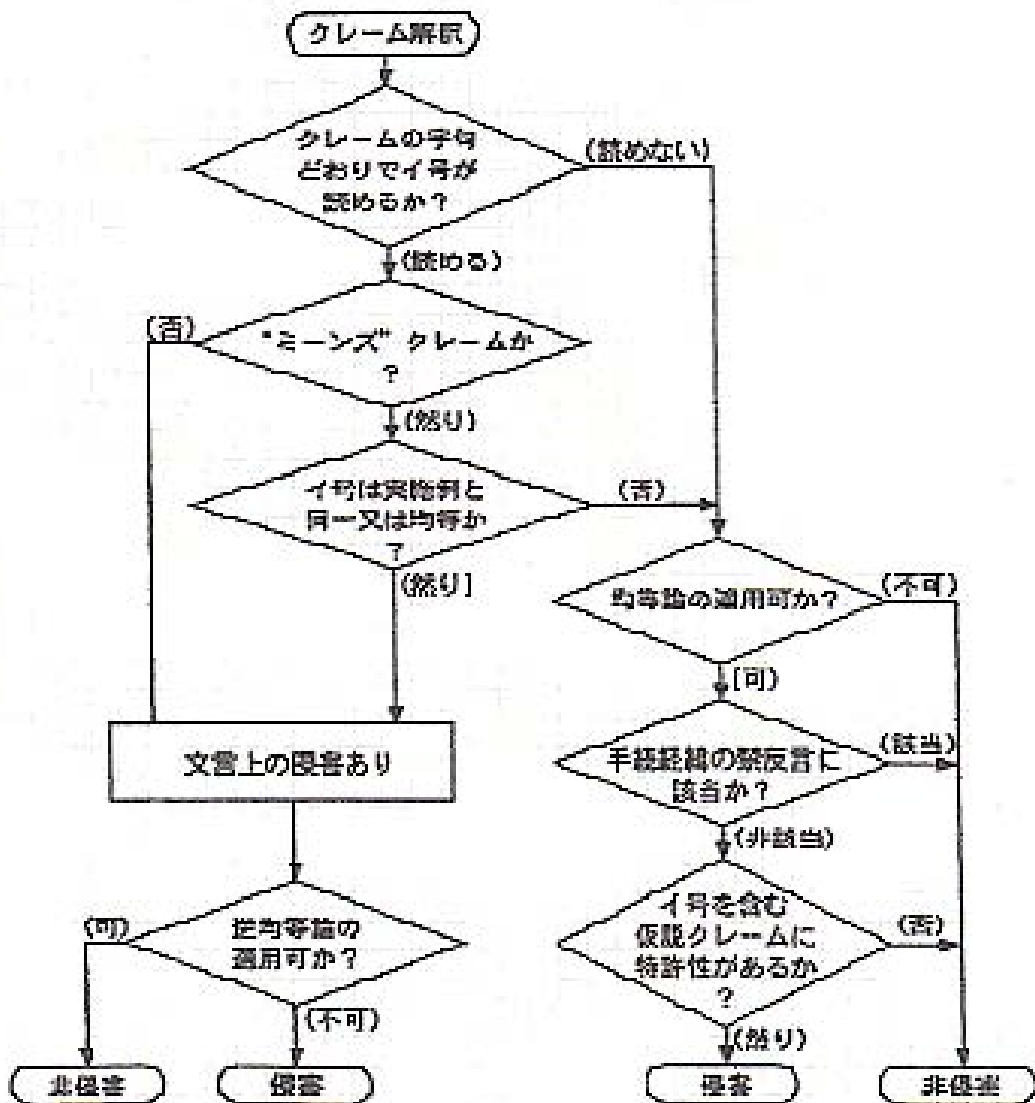 クレーム解釈
クレームの字句
どおりでイ号が
読めるか？
(読めない)
(読める)
"ミーンズ" クレームか
？
(否)
(然り)
イ号は実施例と
同一又は均等か
？
(否)
(然り]
均等論の適用可か？
(不可)
[可)
文言上の侵害あり
手続経緯の禁反言に
該当か？
(該当)
(非該当)
逆均等論の
適用可か？
(可)
(不可)
イ号を含む
仮説クレームに
特許性があるか
？
(否)
(然り)
非侵害
侵害
侵害
非侵害